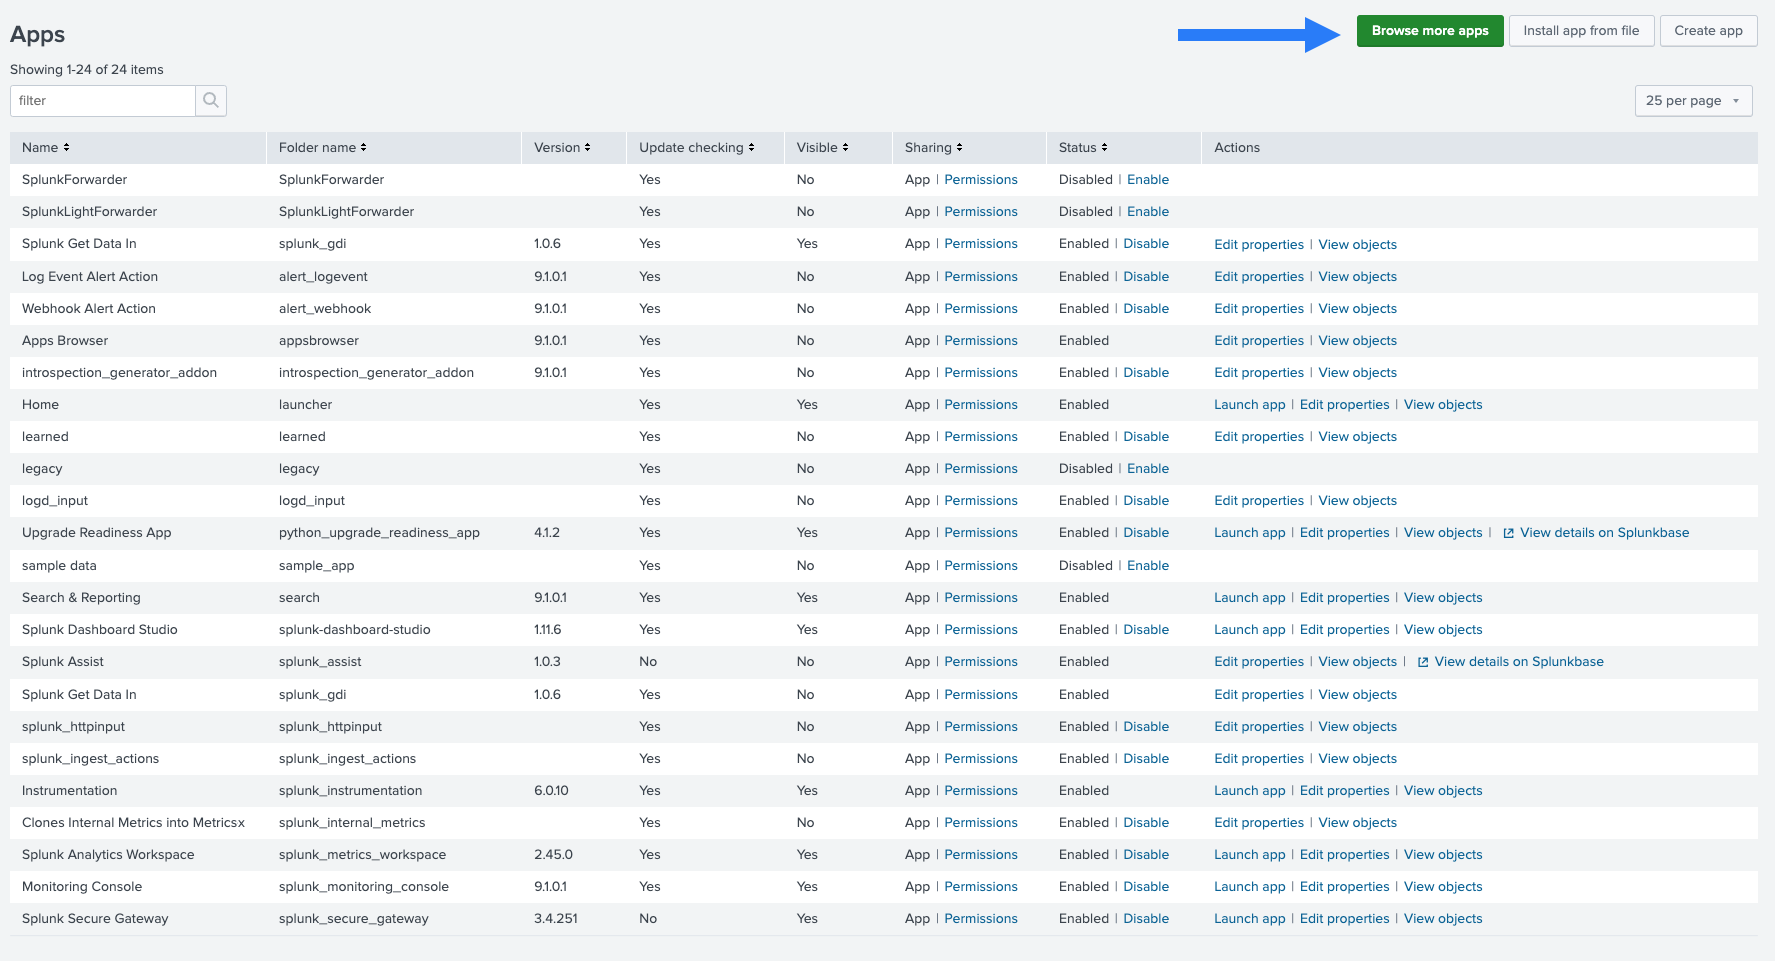 Apps
Browse more apps Install app from file Create app
Showing 1-24 of 24 items
filter 25 per page
Name Folder name Version Update checking Visible Sharing Status Actions
SplunkForwarder SplunkForwarder Yes No App | Permissions Disabled | Enable
SplunkLightForwarder SplunkLightForwarder Yes No App | Permissions Disabled | Enable
Splunk Get Data In splunk_gdi 1.0.6 Yes Yes App | Permissions Enabled | Disable Edit properties | View objects
Log Event Alert Action alert_logevent 9.1.0.1 Yes No App | Permissions Enabled | Disable Edit properties | View objects
Webhook Alert Action alert_webhook 9.1.0.1 Yes No App | Permissions Enabled | Disable Edit properties | View objects
Apps Browser appsbrowser 9.1.0.1 Yes No App | Permissions Enabled Edit properties | View objects
introspection_generator_addon introspection_generator_addon 9.1.0.1 Yes No App | Permissions Enabled | Disable Edit properties | View objects
Home launcher Yes Yes App | Permissions Enabled Launch app | Edit properties | View objects
learned learned Yes No App | Permissions Enabled | Disable Edit properties | View objects
legacy legacy Yes No App | Permissions Disabled | Enable
logd_input logd_input Yes No App | Permissions Enabled | Disable Edit properties | View objects
Upgrade Readiness App python_upgrade_readiness_app 4.1.2 Yes Yes App | Permissions Enabled | Disable Launch app | Edit properties | View objects | View details on Splunkbase
sample data sample_app Yes No App | Permissions Disabled | Enable
Search & Reporting search 9.1.0.1 Yes Yes App | Permissions Enabled Launch app | Edit properties | View objects
Splunk Dashboard Studio splunk-dashboard-studio 1.11.6 Yes Yes App | Permissions Enabled | Disable Launch app | Edit properties | View objects
Splunk Assist splunk_assist 1.0.3 No No App | Permissions Enabled Edit properties | View objects | View details on Splunkbase
Splunk Get Data In splunk_gdi 1.0.6 Yes No App | Permissions Enabled Edit properties | View objects
splunk_httpinput splunk_httpinput Yes No App | Permissions Enabled | Disable Edit properties | View objects
splunk_ingest_actions splunk_ingest_actions Yes No App | Permissions Enabled | Disable Edit properties | View objects
Instrumentation splunk_instrumentation 6.0.10 Yes Yes App | Permissions Enabled Launch app | Edit properties | View objects
Clones Internal Metrics into Metricsx splunk_internal_metrics Yes No App | Permissions Enabled | Disable Edit properties | View objects
Splunk Analytics Workspace splunk_metrics_workspace 2.45.0 Yes Yes App | Permissions Enabled | Disable Launch app | Edit properties | View objects
Monitoring Console splunk_monitoring_console 9.1.0.1 Yes Yes App | Permissions Enabled | Disable Launch app | Edit properties | View objects
Splunk Secure Gateway splunk_secure_gateway 3.4.251 No Yes App | Permissions Enabled | Disable Launch app | Edit properties | View objects